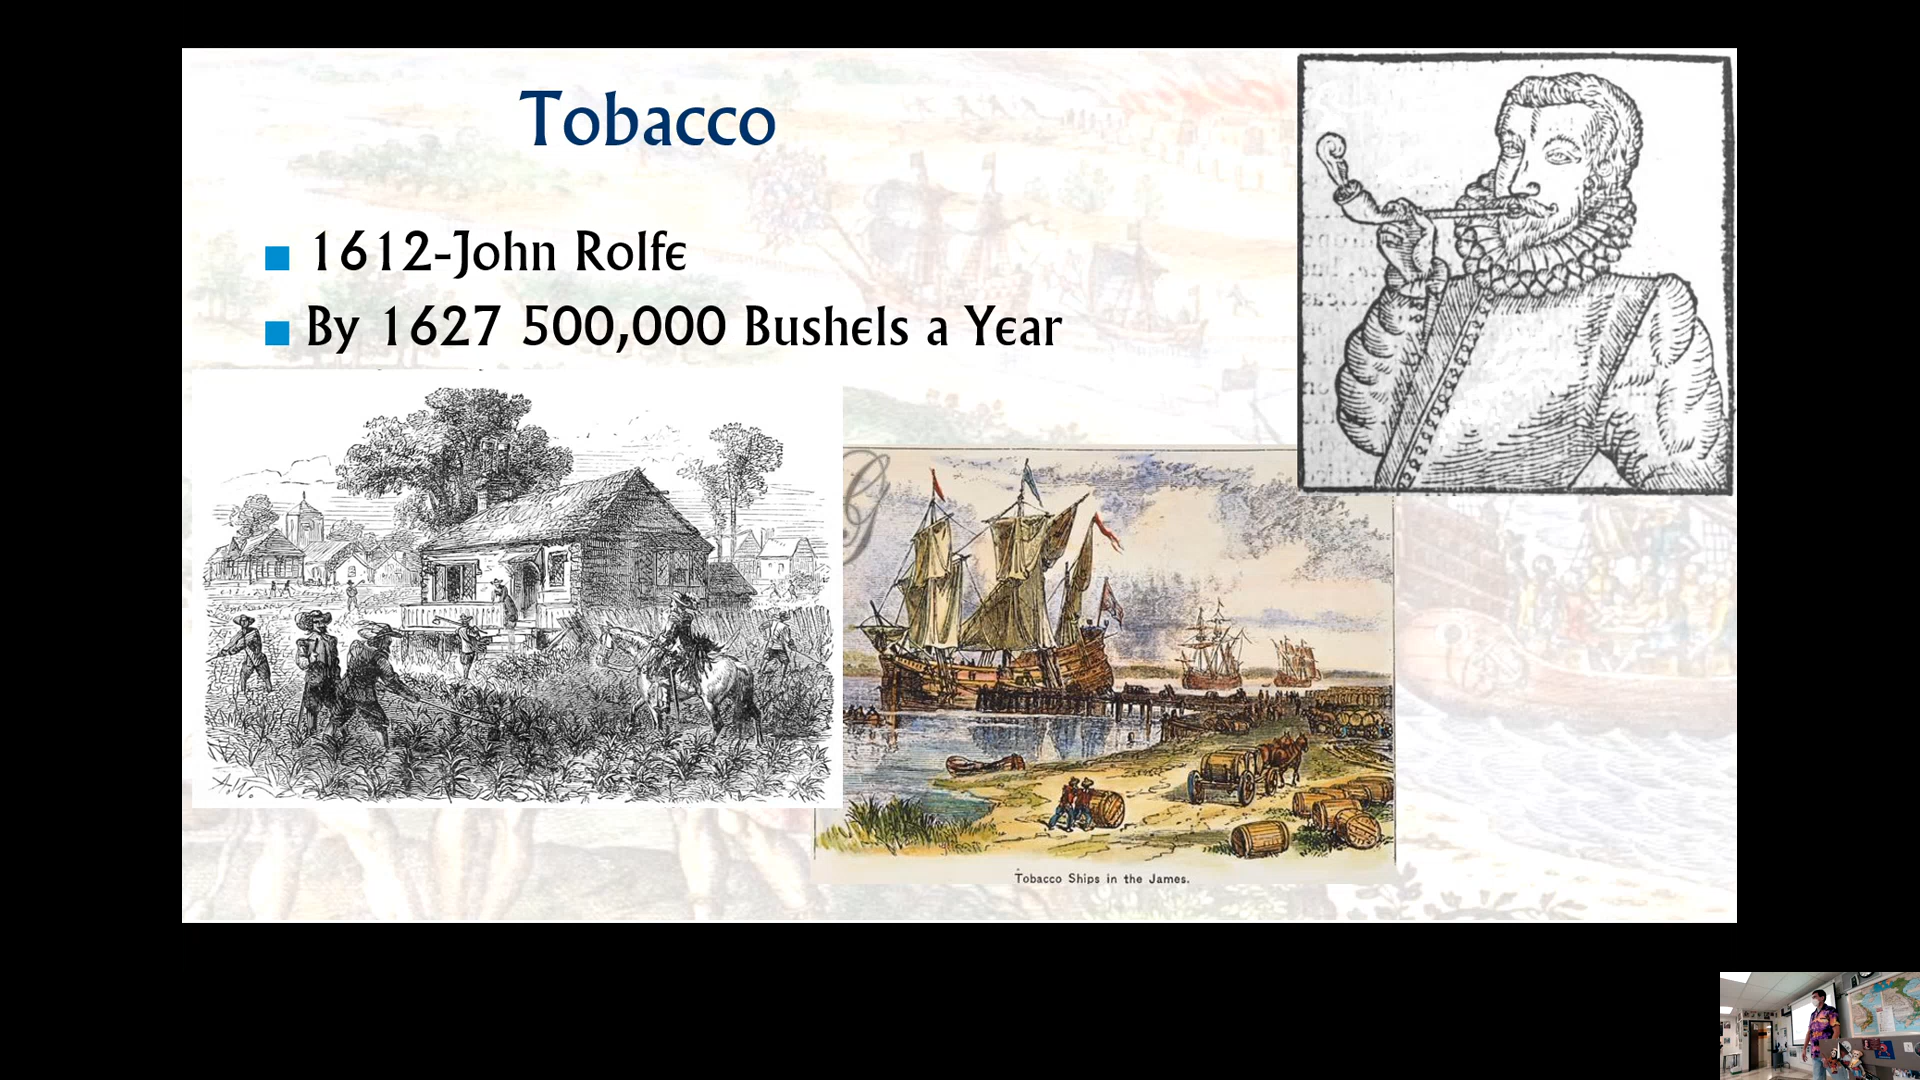 Tobacco
1612-John Rolfe
By 1627 500,000 Bushels a Year
G
Tobacco Ships in the James.